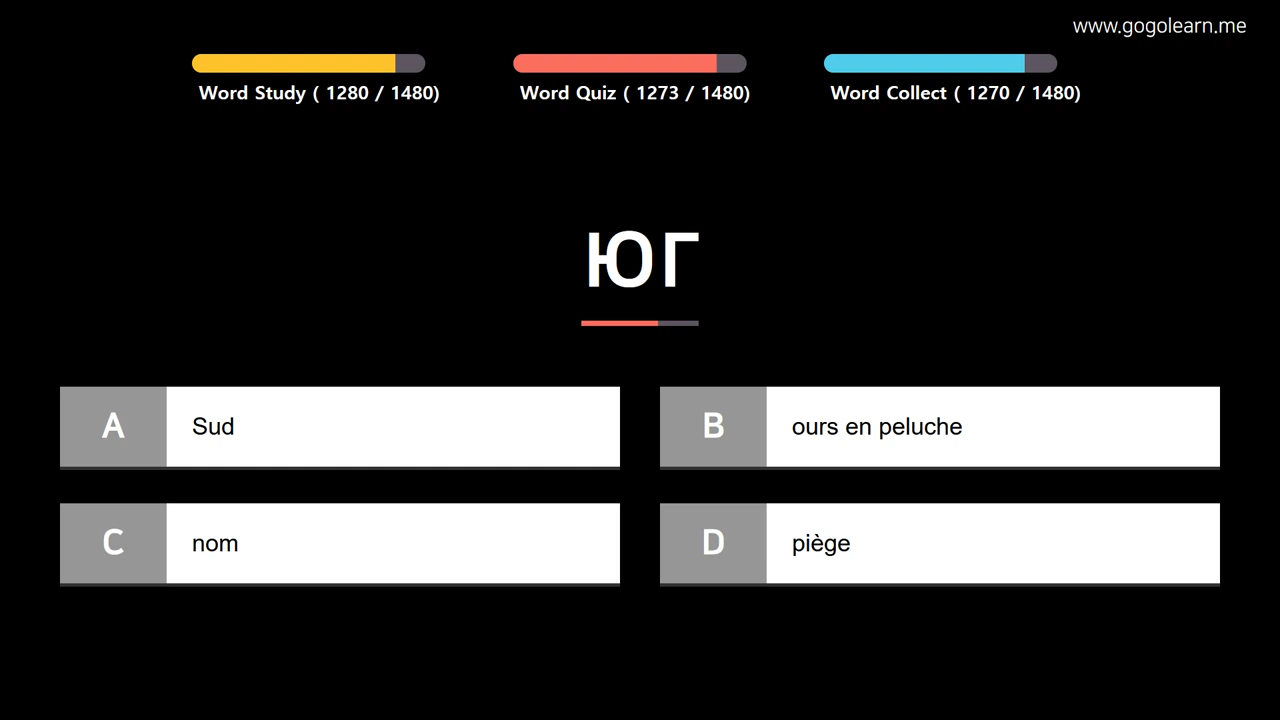 www.gogolearn.me
Word Study ( 1280 / 1480)
Word Quiz ( 1273 / 1480)
Word Collect ( 1270 / 1480)
юг
A
Sud
B
ours en peluche
C
nom
D
piège